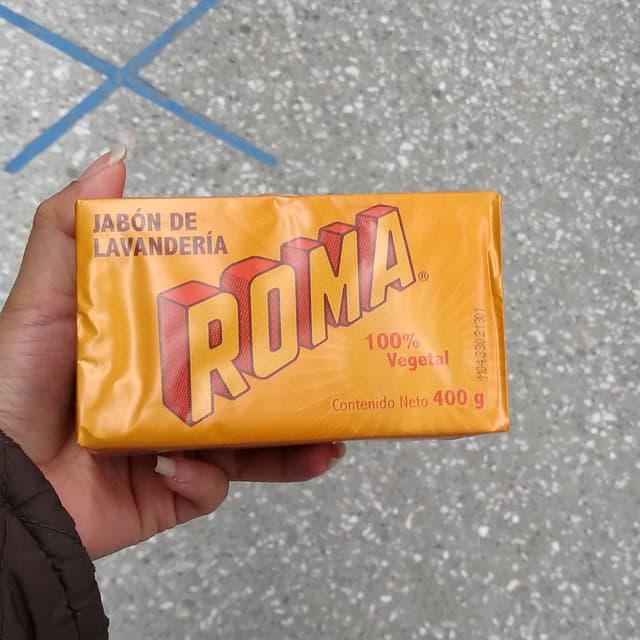 JABÓN DE
LAVANDERÍA
ROMA®
100%
Vegetal
Contenido Neto 400 g